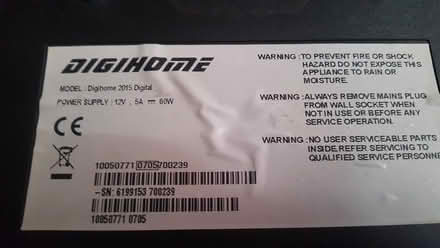 DIGIHOME
MODEL : Digihome 2015 Digital
POWER SUPPLY : 12V, 5A 60W
CE
10050771 0705 700239
-SN: 6199153 700239
10050771 0705
WARNING :TO PREVENT FIRE OR SHOCK
HAZARD DO NOT EXPOSE THIS
APPLIANCE TO RAIN OR
MOISTURE.
WARNING :ALWAYS REMOVE MAINS PLUG
FROM WALL SOCKET WHEN
NOT IN USE OR BEFORE ANY
SERVICE OPERATION.
WARNING :NO USER SERVICEABLE PARTS
INSIDE.REFER SERVICING TO
QUALIFIED SERVICE PERSONNE